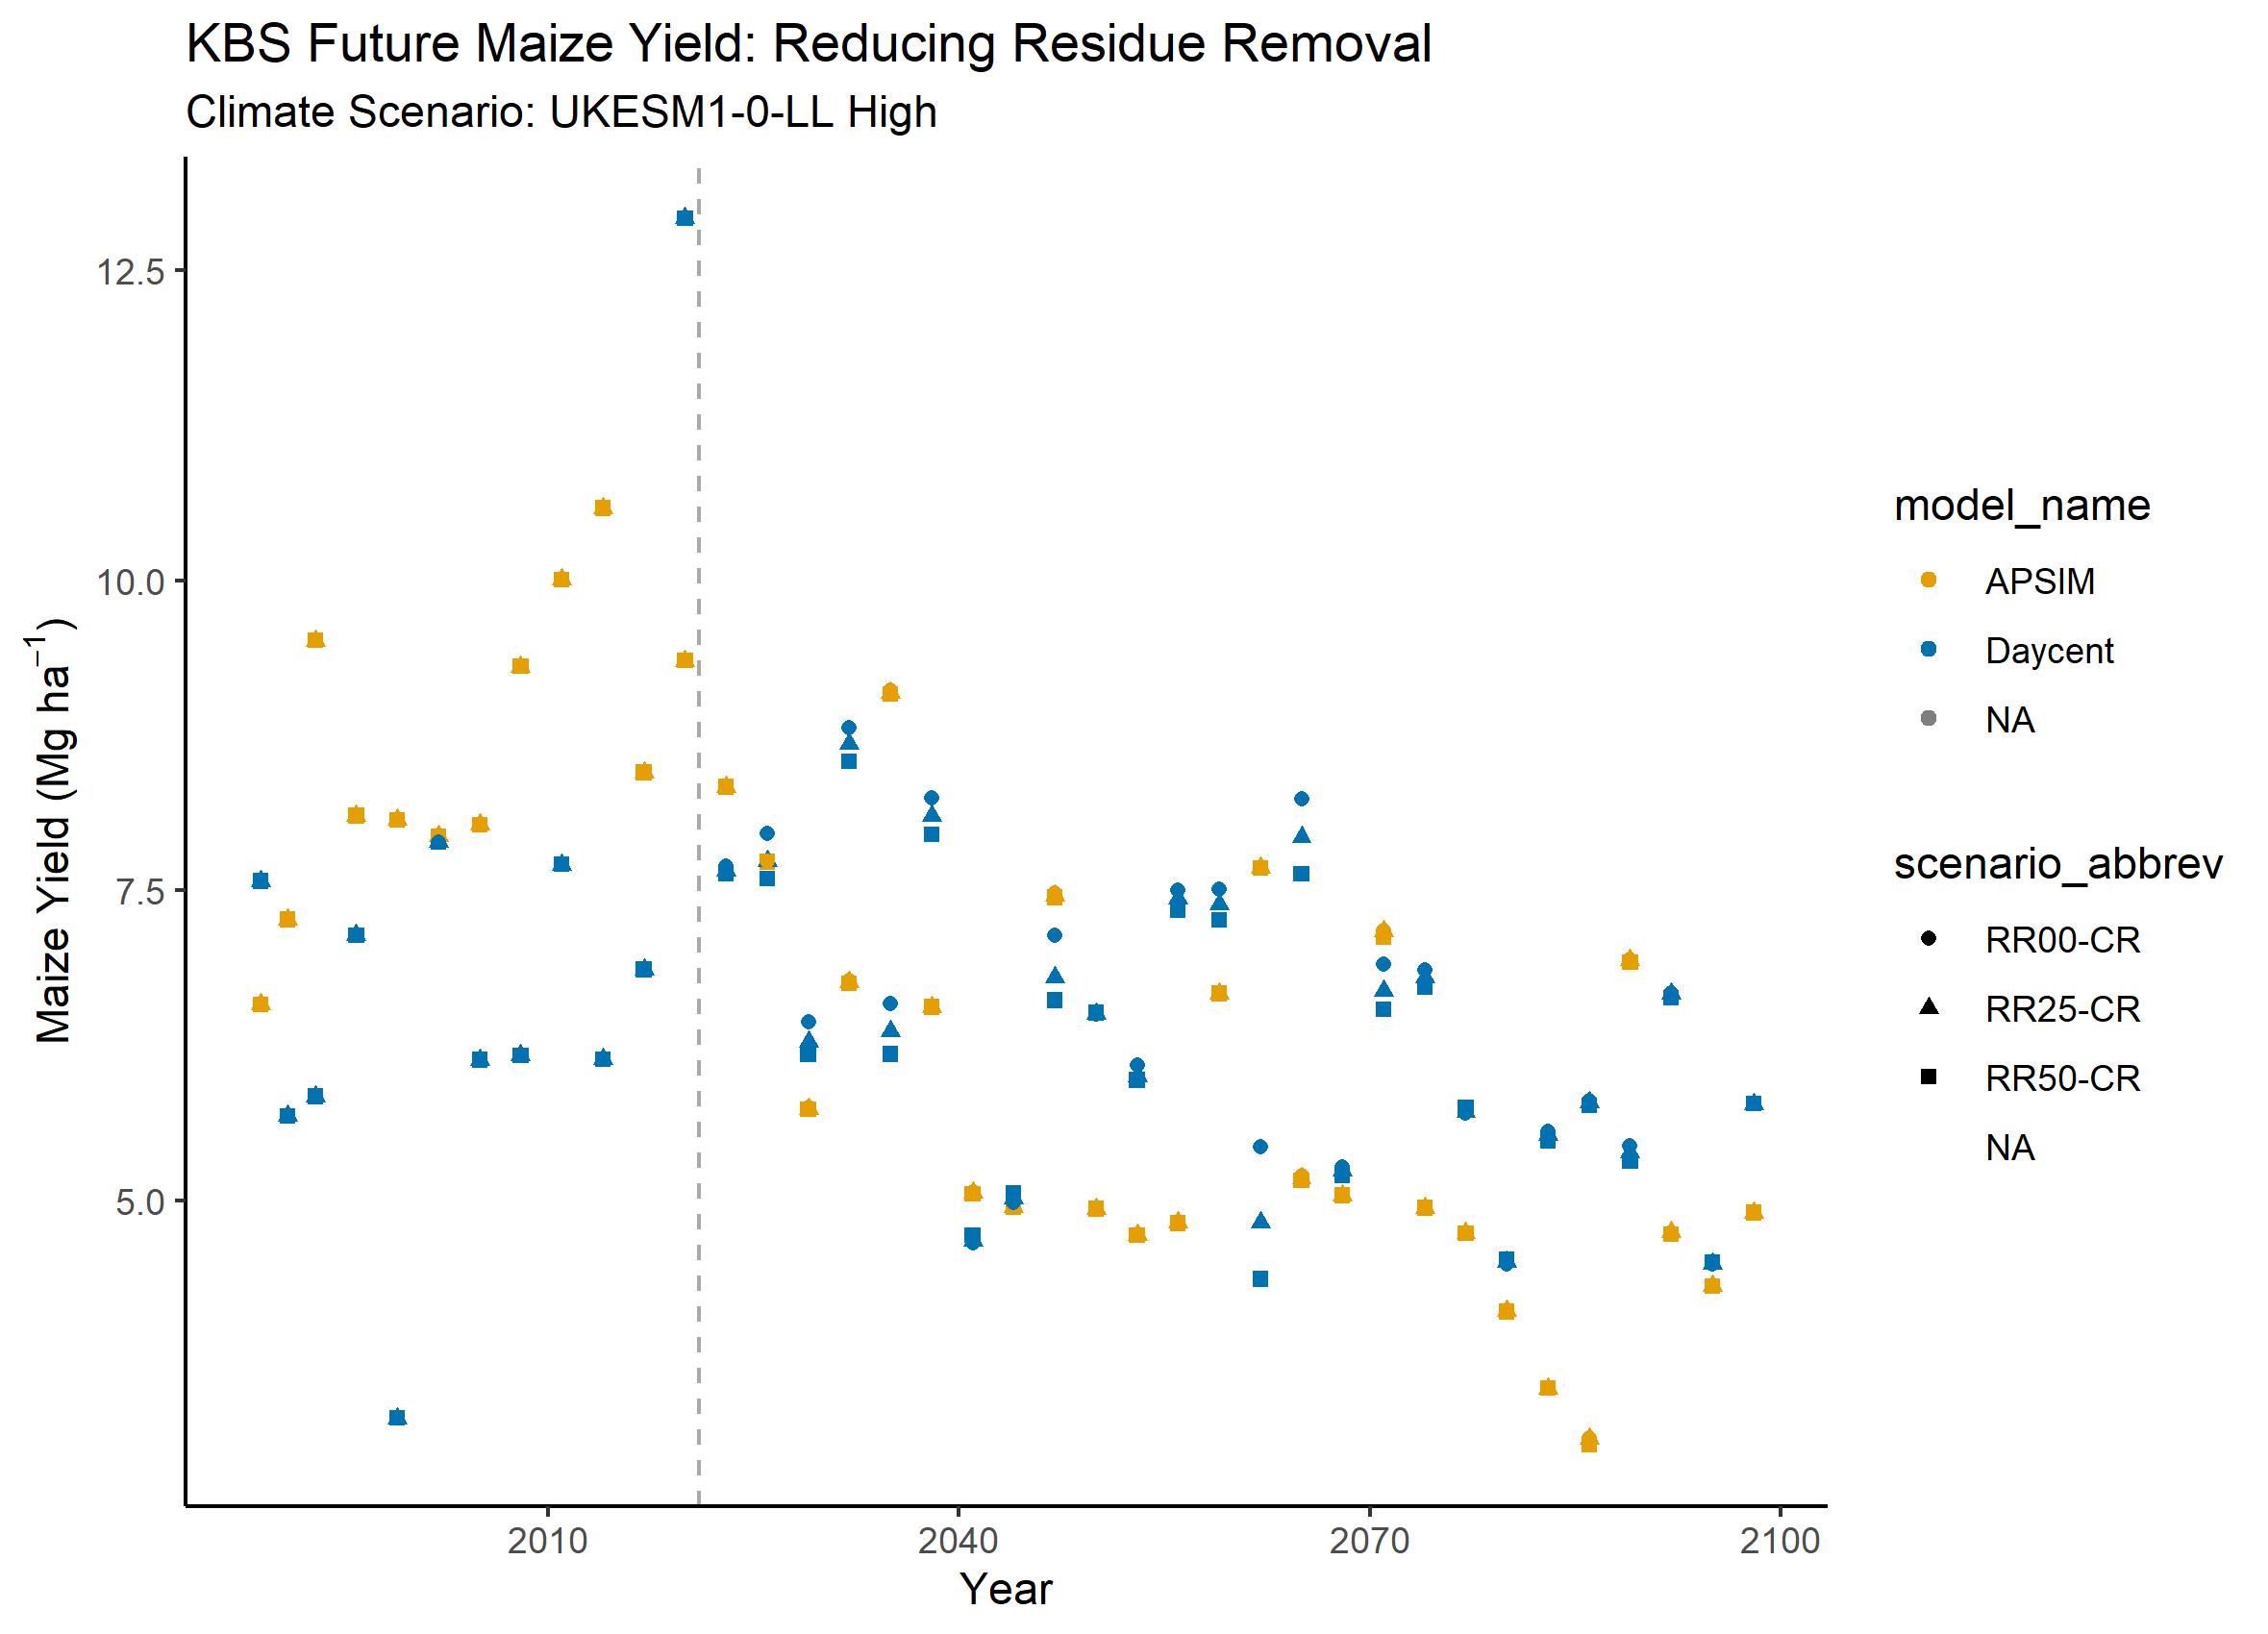 KBS Future Maize Yield: Reducing Residue Removal
Climate Scenario: UKESM1-0-LL High
12.5
10.0
7.5
5.0
Maize Yield (Mg ha⁻¹)
2010 2040 2070 2100
Year
model_name
APSIM
Daycent
NA
scenario_abbrev
RR00-CR
RR25-CR
RR50-CR
NA